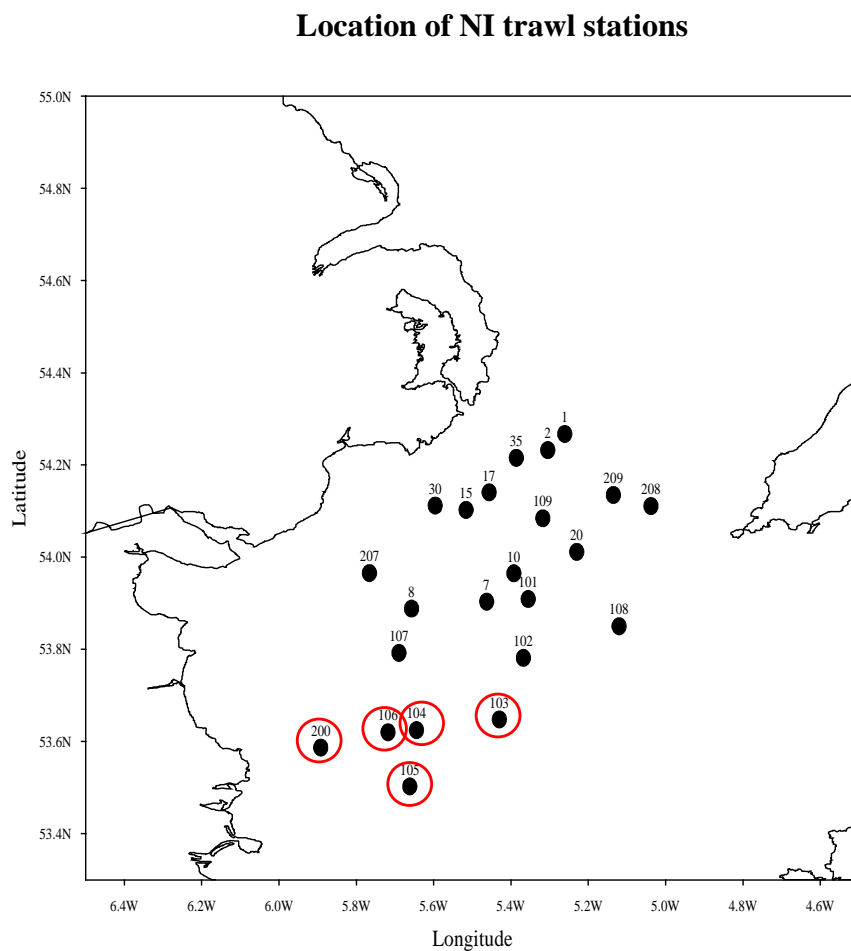 Location of NI trawl stations
55.0N
54.8N
54.6N
54.4N
54.2N
54.0N
53.8N
53.6N
53.4N
Latitude
1
2
35
17
209
208
30
15
109
20
207
10
101
8
7
108
107
102
103
104
106
200
105
6.4W 6.2W 6.0W 5.8W 5.6W 5.4W 5.2W 5.0W 4.8W 4.6W
Longitude